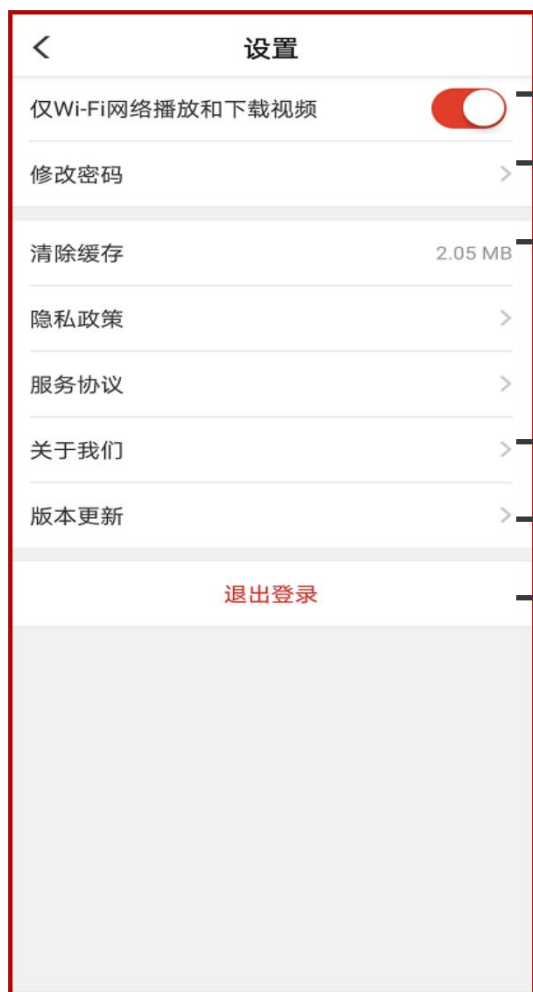 设置
仅Wi-Fi网络播放和下载视频
修改密码
清除缓存 2.05 MB
隐私政策
服务协议
关于我们
版本更新
退出登录